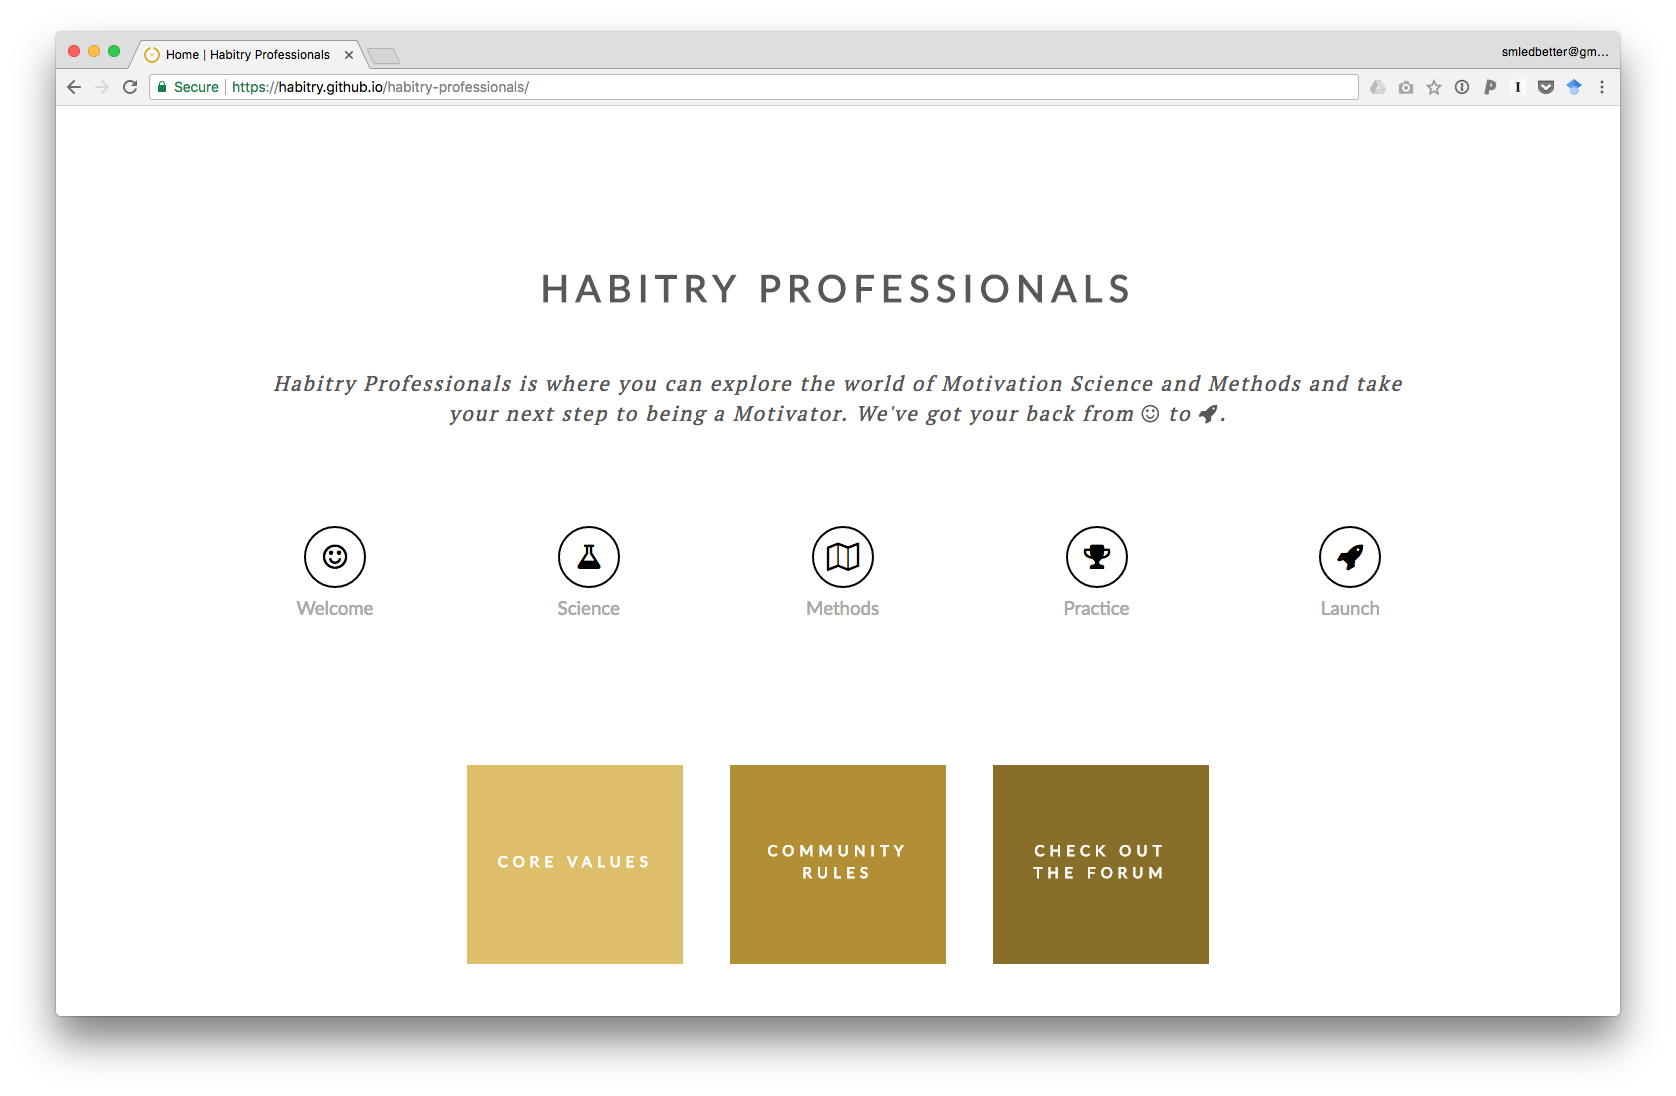 Home | Habitry Professionals
smledbetter@gm...
Secure
https://habitry.github.io/habitry-professionals/
HABITRY PROFESSIONALS
Habitry Professionals is where you can explore the world of Motivation Science and Methods and take
your next step to being a Motivator. We've got your back from ☺ to 🚀.
Welcome
Science
Methods
Practice
Launch
CORE VALUES
COMMUNITY
RULES
CHECK OUT
THE FORUM